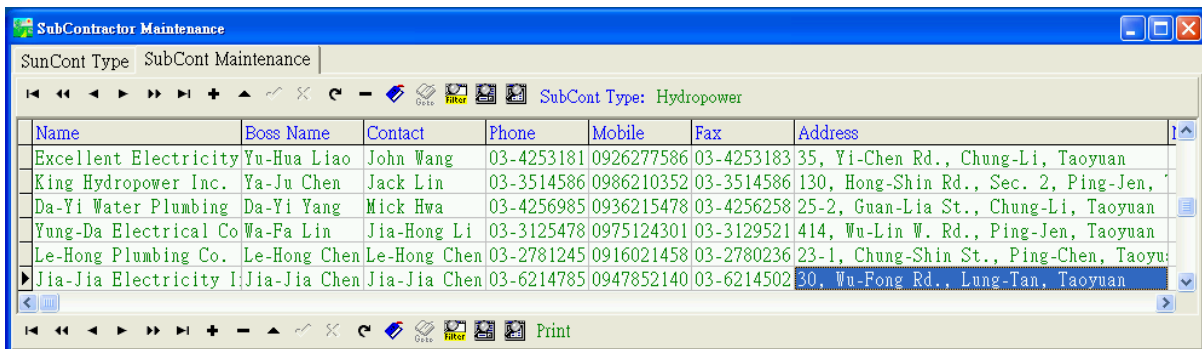 SubContractor Maintenance
SunCont Type SubCont Maintenance
Goto Filter SubCont Type: Hydropower
Name Boss Name Contact Phone Mobile Fax Address
Excellent Electricity Yu-Hua Liao John Wang 03-4253181 0926277586 03-4253183 35, Yi-Chen Rd., Chung-Li, Taoyuan
King Hydropower Inc. Ya-Ju Chen Jack Lin 03-3514586 0986210352 03-3514586 130, Hong-Shin Rd., Sec. 2, Ping-Jen,
Da-Yi Water Plumbing Da-Yi Yang Mick Hwa 03-4256985 0936215478 03-4256258 25-2, Guan-Lia St., Chung-Li, Taoyuan
Yung-Da Electrical Co Wa-Fa Lin Jia-Hong Li 03-3125478 0975124301 03-3129521 414, Wu-Lin W. Rd., Ping-Jen, Taoyuan
Le-Hong Plumbing Co. Le-Hong Chen Le-Hong Chen 03-2781245 0916021458 03-2780236 23-1, Chung-Shin St., Ping-Chen, Taoyu
Jia-Jia Electricity I Jia-Jia Chen Jia-Jia Chen 03-6214785 0947852140 03-6214502 30, Wu-Fong Rd., Lung-Tan, Taoyuan
Goto Filter Print